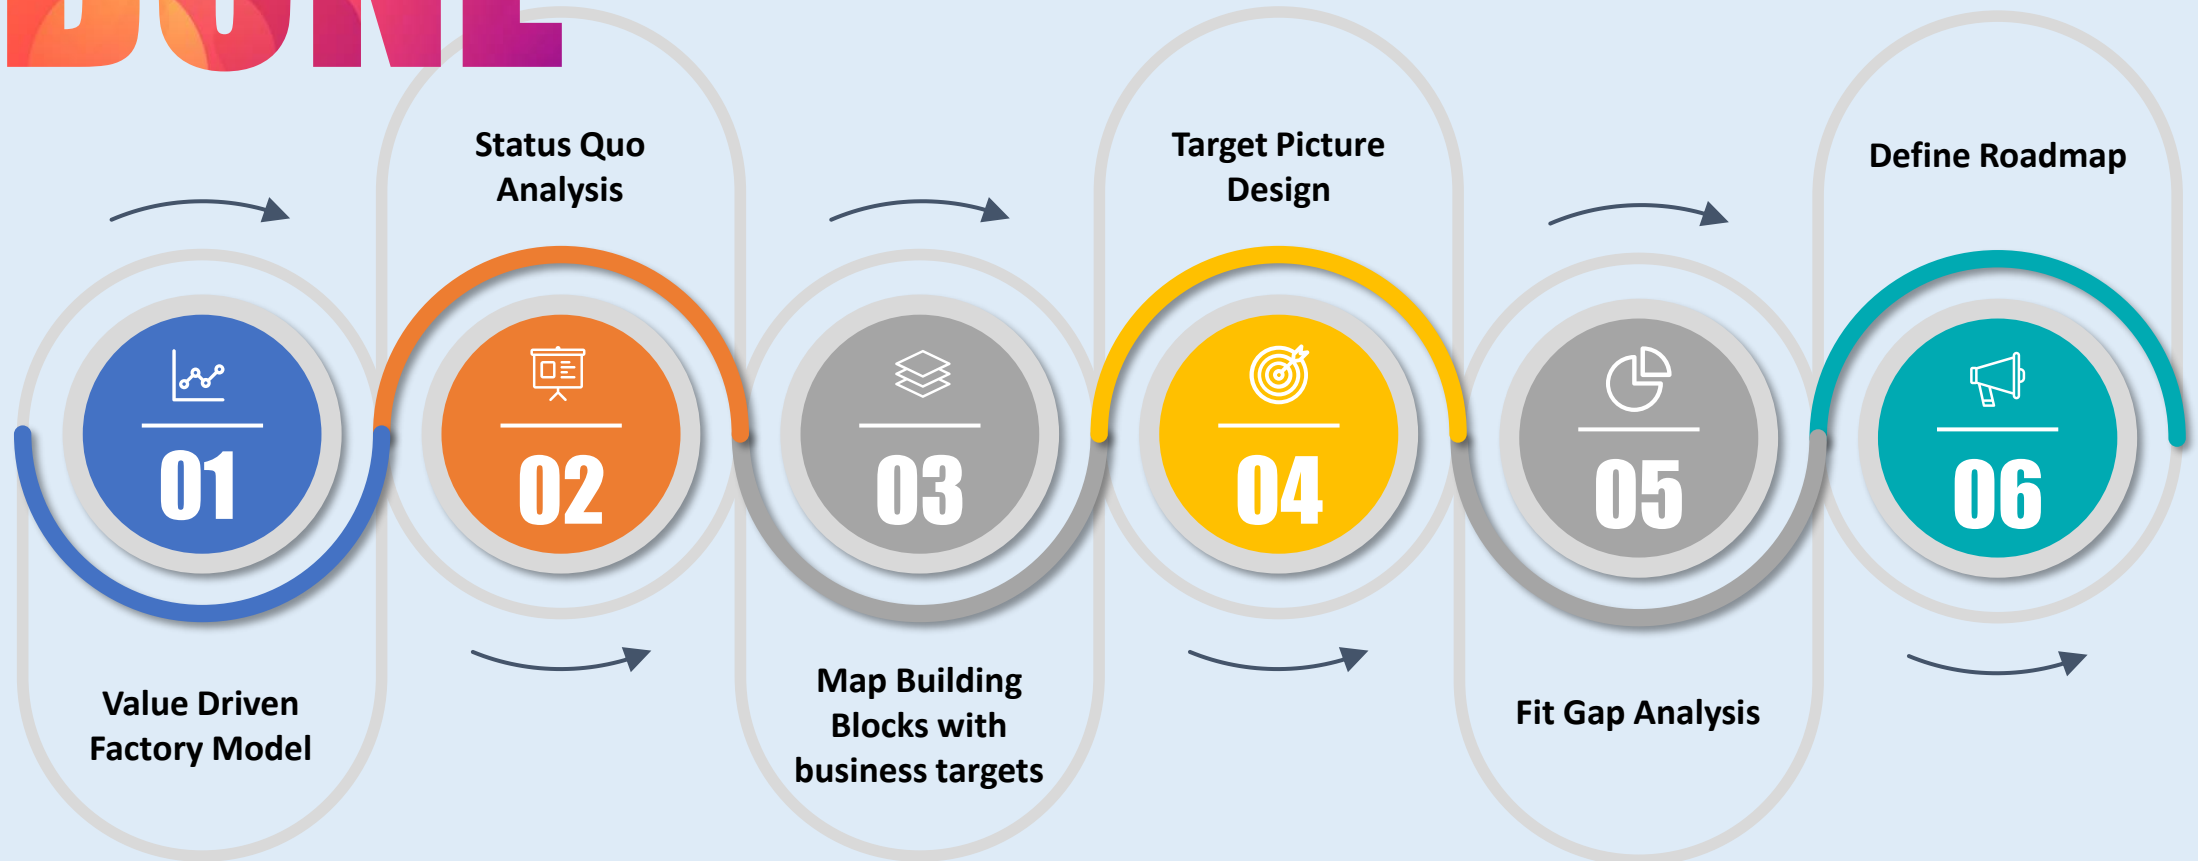 DONE
Status Quo
Analysis
Target Picture
Design
Define Roadmap
01
02
03
04
05
06
Value Driven
Factory Model
Map Building
Blocks with
business targets
Fit Gap Analysis